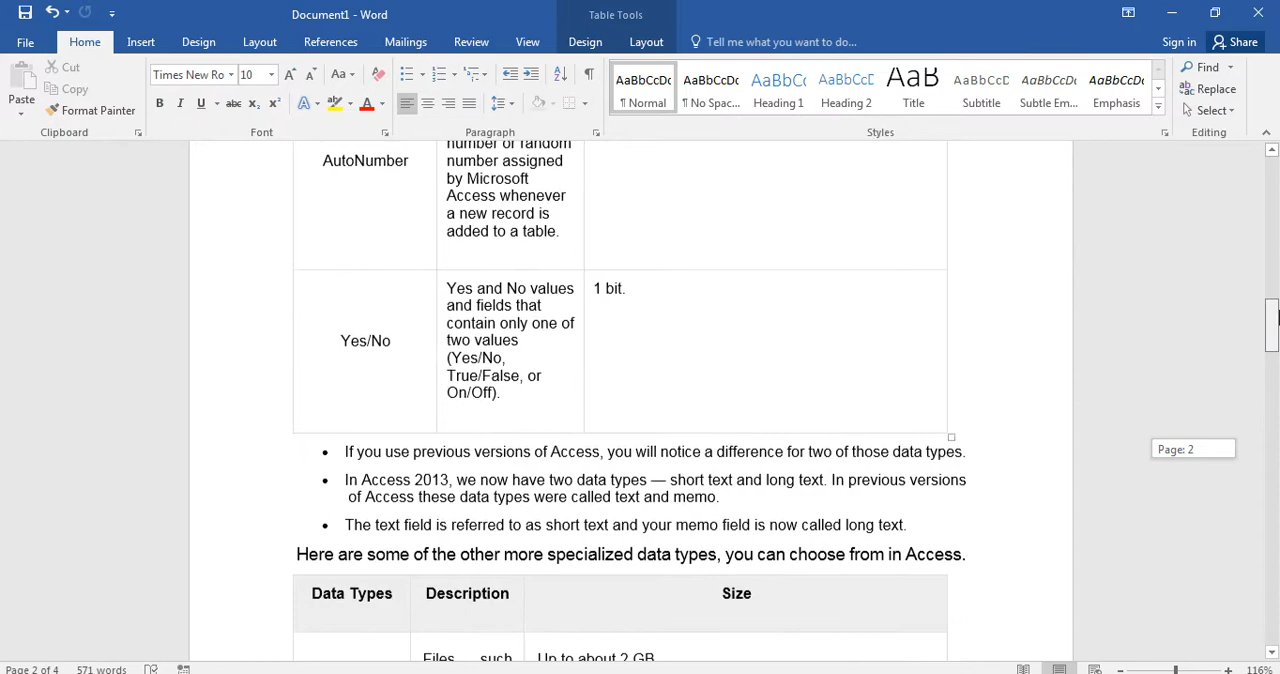 Document1 - Word
Table Tools
File Home Insert Design Layout References Mailings Review View Design Layout Tell me what you want to do... Sign in Share
Paste
Cut
Copy
Format Painter
Times New Ro 10
AaBbCcDc AaBbCcDc AaBbC AaBbCc AaB AaBbCcD AaBbCcDc AaBbCcDc
¶ Normal ¶ No Spac... Heading 1 Heading 2 Title Subtitle Subtle Em... Emphasis
Find
Replace
Select
Clipboard Font Paragraph Styles Editing
AutoNumber
number or random
number assigned
by Microsoft
Access whenever
a new record is
added to a table.
Yes/No
Yes and No values
and fields that
contain only one of
two values
(Yes/No,
True/False, or
On/Off).
1 bit.
• If you use previous versions of Access, you will notice a difference for two of those data types.
• In Access 2013, we now have two data types — short text and long text. In previous versions
of Access these data types were called text and memo.
• The text field is referred to as short text and your memo field is now called long text.
Here are some of the other more specialized data types, you can choose from in Access.
Data Types Description Size
Files such Up to about 2 GB
Page: 2
Page 2 of 4 571 words 116%